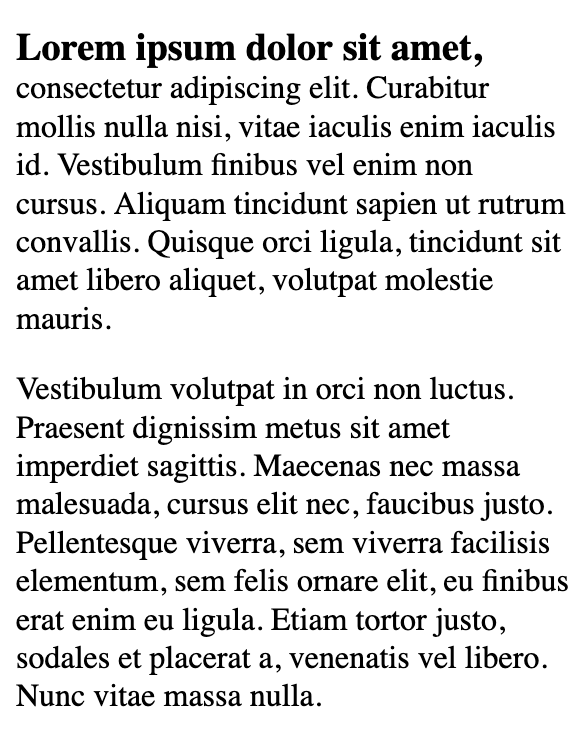 Lorem ipsum dolor sit amet,
consectetur adipiscing elit. Curabitur
mollis nulla nisi, vitae iaculis enim iaculis
id. Vestibulum finibus vel enim non
cursus. Aliquam tincidunt sapien ut rutrum
convallis. Quisque orci ligula, tincidunt sit
amet libero aliquet, volutpat molestie
mauris.
Vestibulum volutpat in orci non luctus.
Praesent dignissim metus sit amet
imperdiet sagittis. Maecenas nec massa
malesuada, cursus elit nec, faucibus justo.
Pellentesque viverra, sem viverra facilisis
elementum, sem felis ornare elit, eu finibus
erat enim eu ligula. Etiam tortor justo,
sodales et placerat a, venenatis vel libero.
Nunc vitae massa nulla.